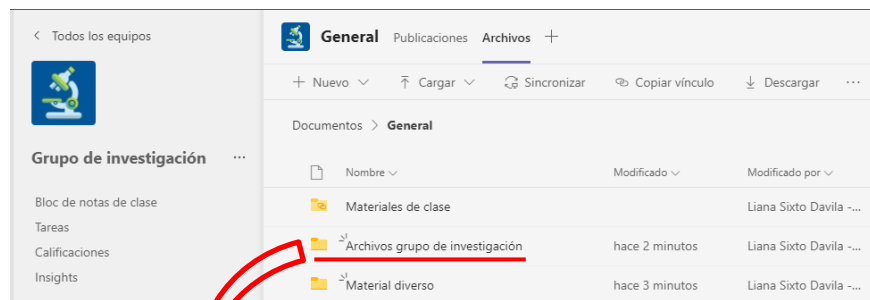 Todos los equipos
Grupo de investigación ...
Bloc de notas de clase
Tareas
Calificaciones
Insights
General Publicaciones Archivos +
+ Nuevo Cargar Sincronizar Copiar vínculo Descargar ...
Documentos > General
Nombre Modificado Modificado por
Materiales de clase Liana Sixto Davila -...
Archivos grupo de investigación hace 2 minutos Liana Sixto Davila -...
Material diverso hace 3 minutos Liana Sixto Davila -...